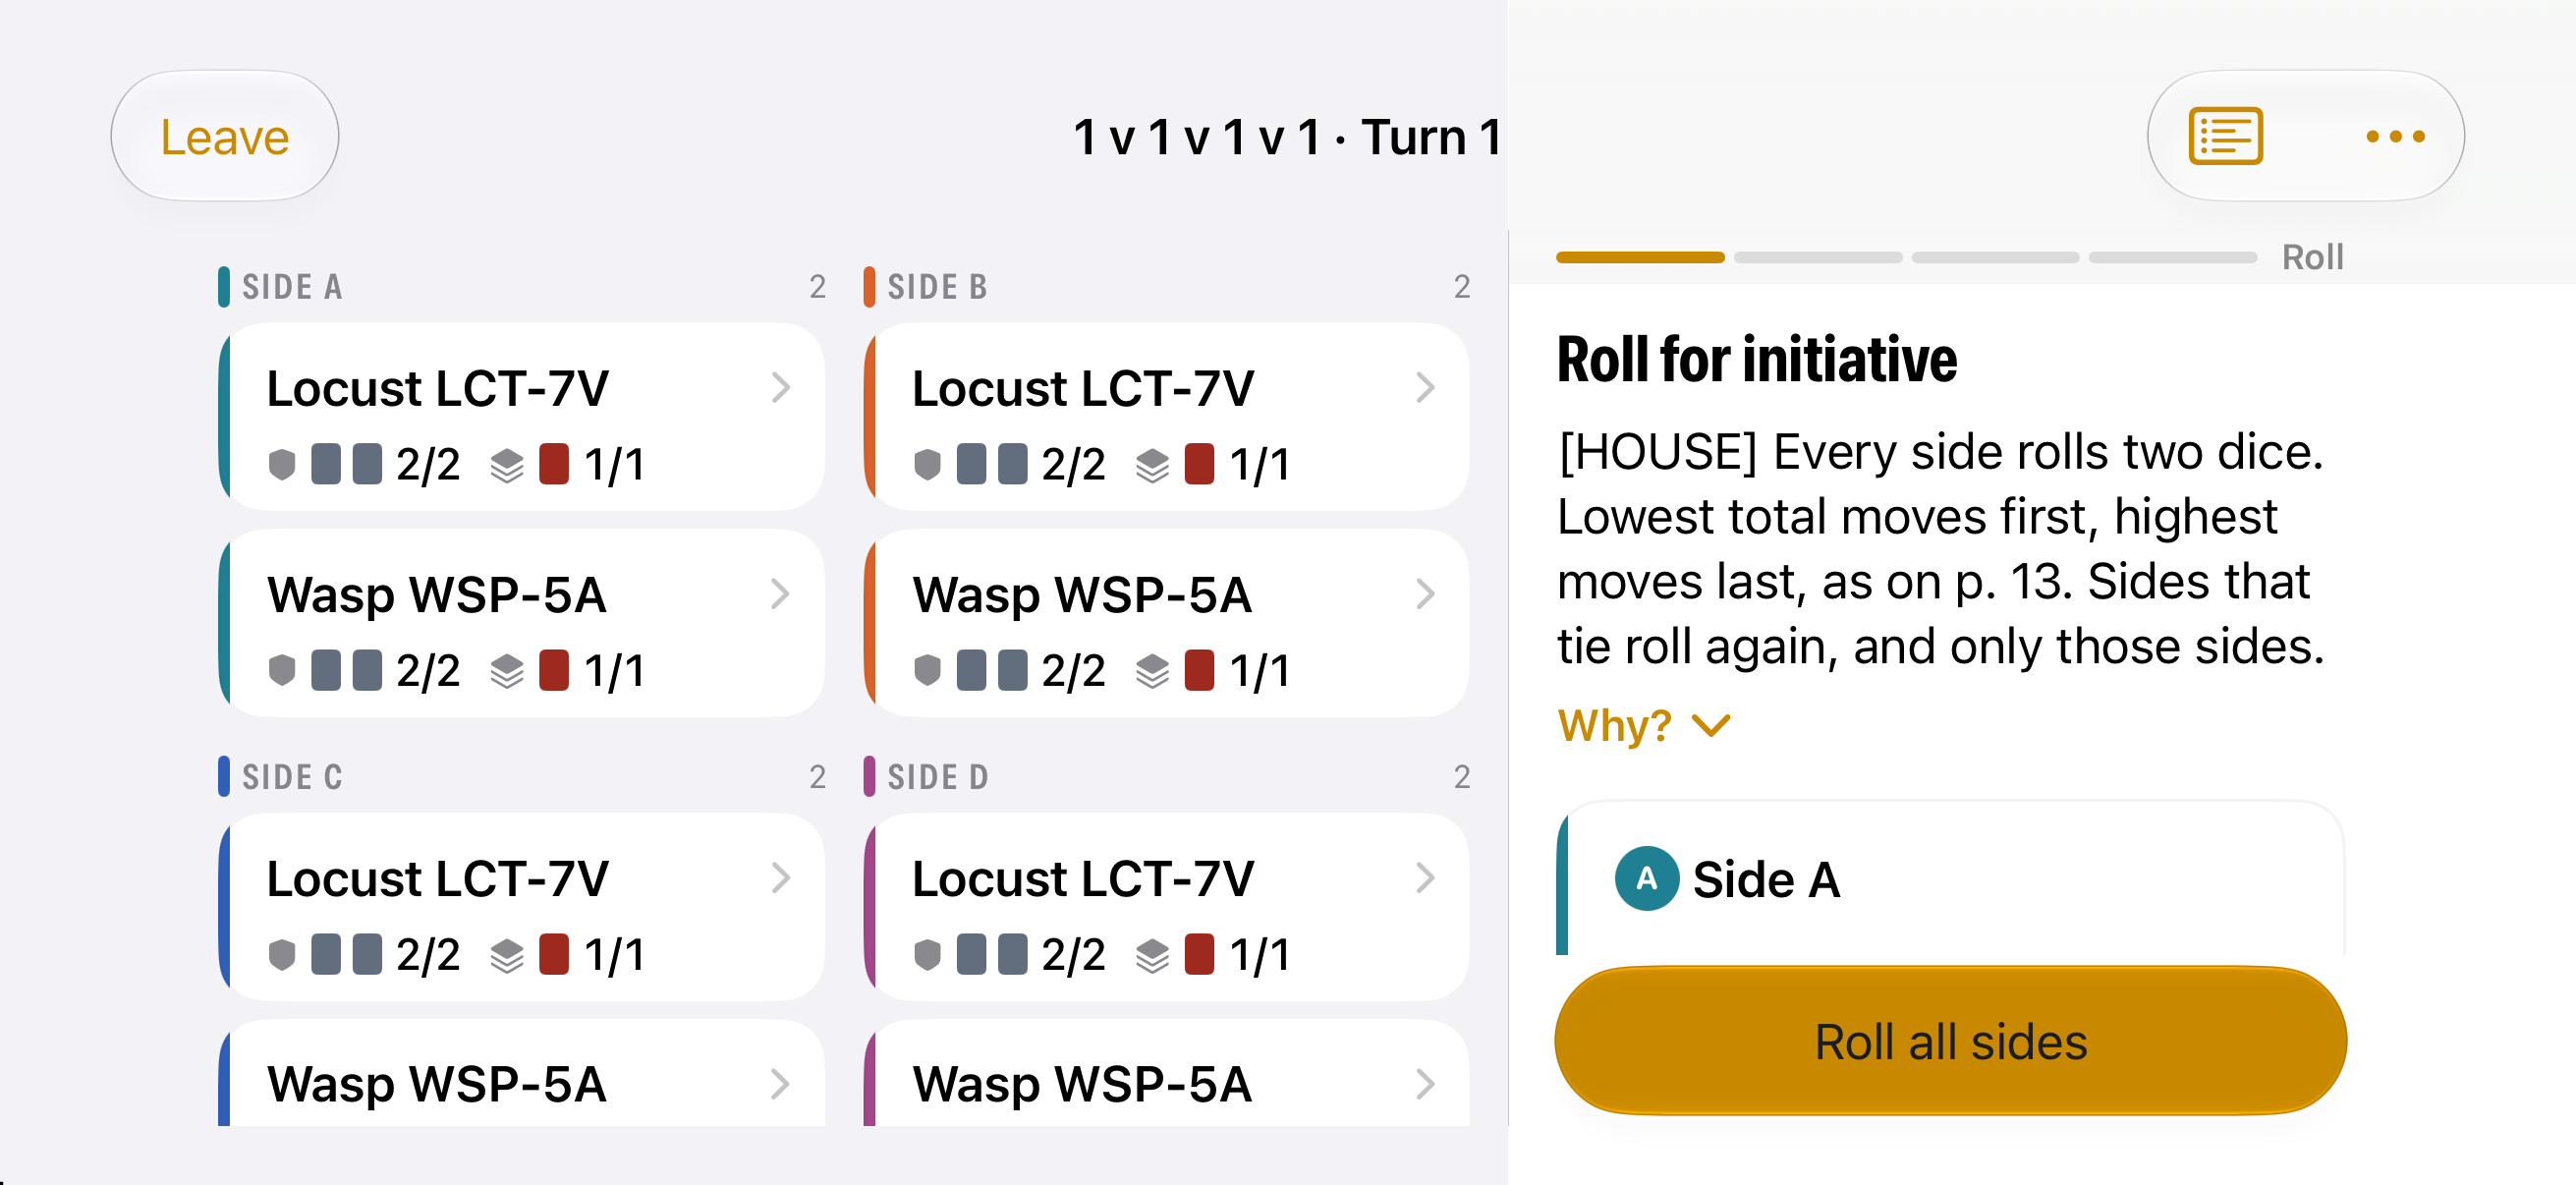 Leave
1 v 1 v 1 v 1 · Turn 1
SIDE A 2
Locust LCT-7V
2/2 1/1
Wasp WSP-5A
2/2 1/1
SIDE B 2
Locust LCT-7V
2/2 1/1
Wasp WSP-5A
2/2 1/1
SIDE C 2
Locust LCT-7V
2/2 1/1
Wasp WSP-5A
SIDE D 2
Locust LCT-7V
2/2 1/1
Wasp WSP-5A
Roll
Roll for initiative
[HOUSE] Every side rolls two dice.
Lowest total moves first, highest
moves last, as on p. 13. Sides that
tie roll again, and only those sides.
Why?
A Side A
Roll all sides